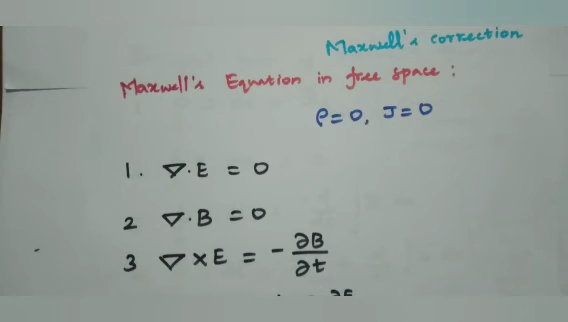 Maxwell's correction
Maxwell's Equation in free space :
ρ=0, J=0
1. ∇·E = 0
2 ∇·B = 0
3 ∇×E = - ∂B/∂t